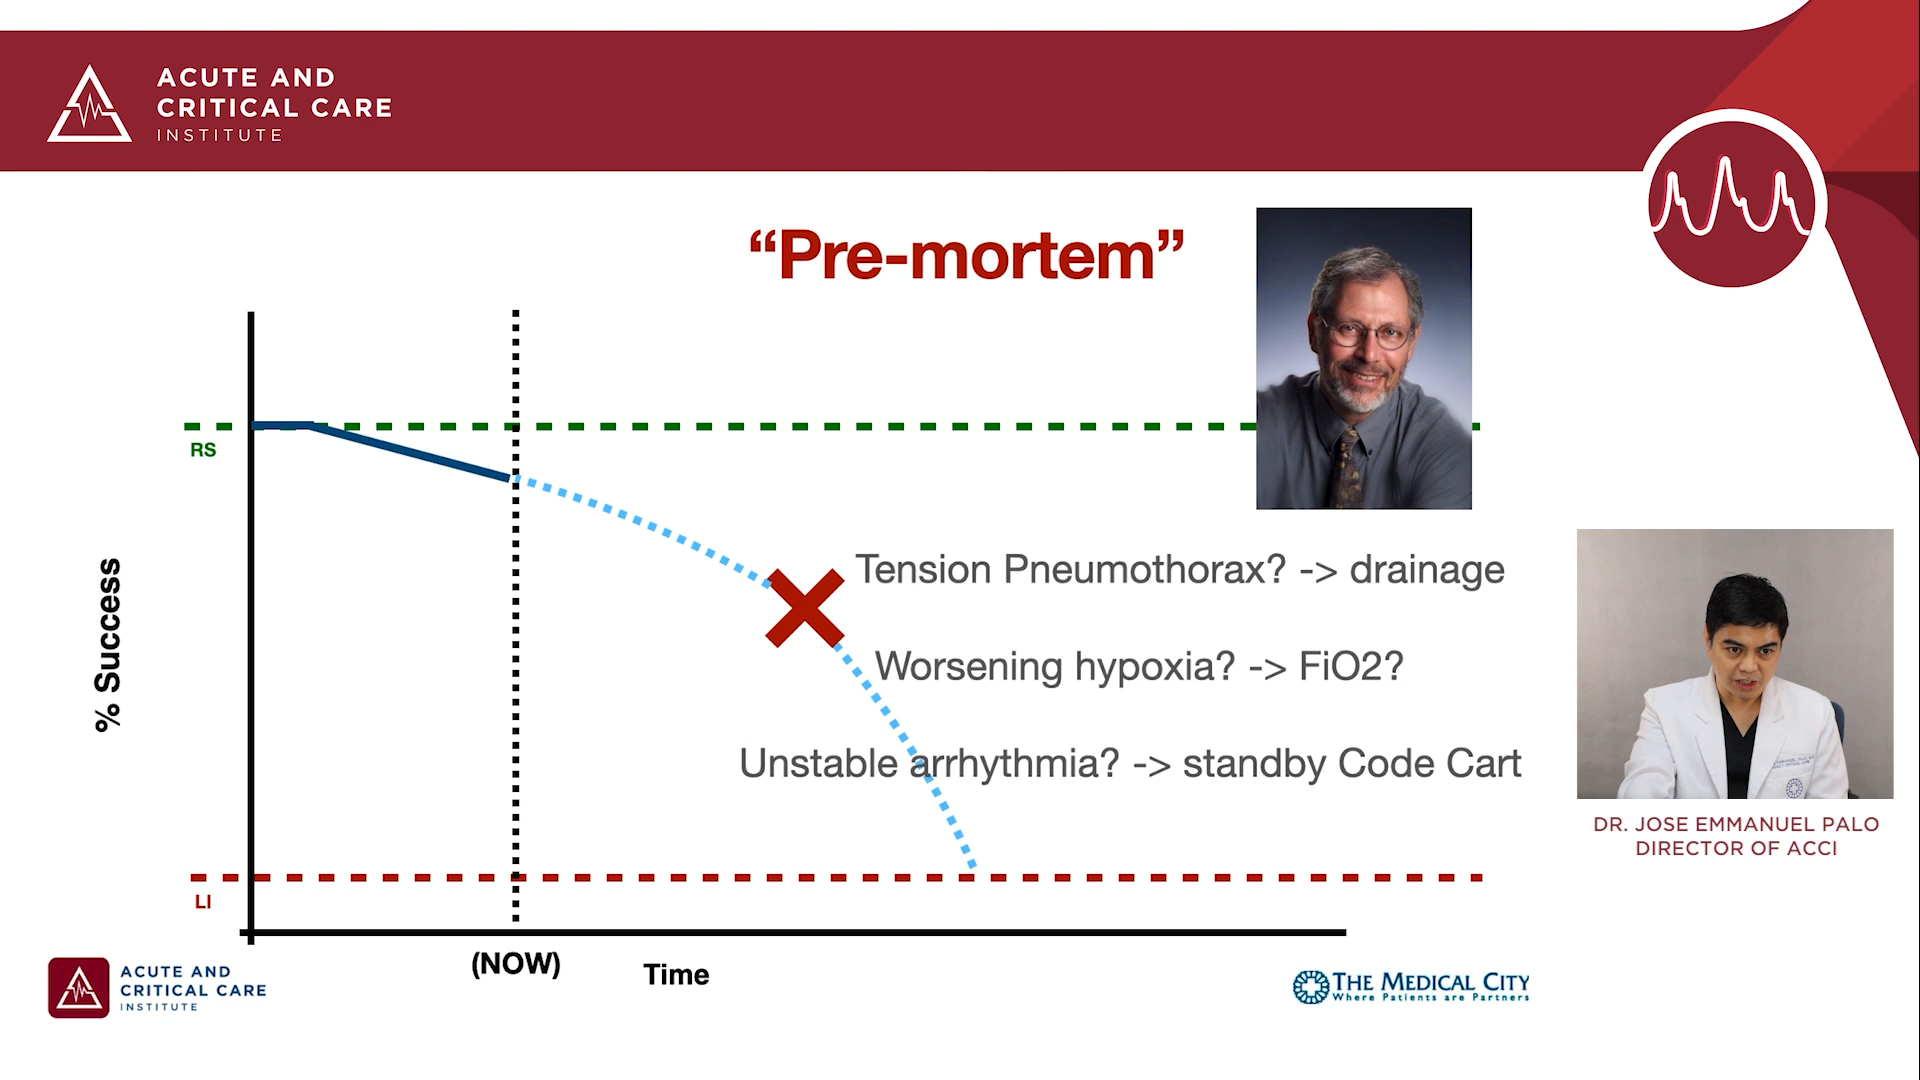 ACUTE AND
CRITICAL CARE
INSTITUTE
“Pre-mortem”
RS
% Success
Tension Pneumothorax? -> drainage
Worsening hypoxia? -> FiO2?
Unstable arrhythmia? -> standby Code Cart
DR. JOSE EMMANUEL PALO
DIRECTOR OF ACCI
LI
(NOW)
Time
ACUTE AND
CRITICAL CARE
INSTITUTE
THE MEDICAL CITY
Where Patients are Partners